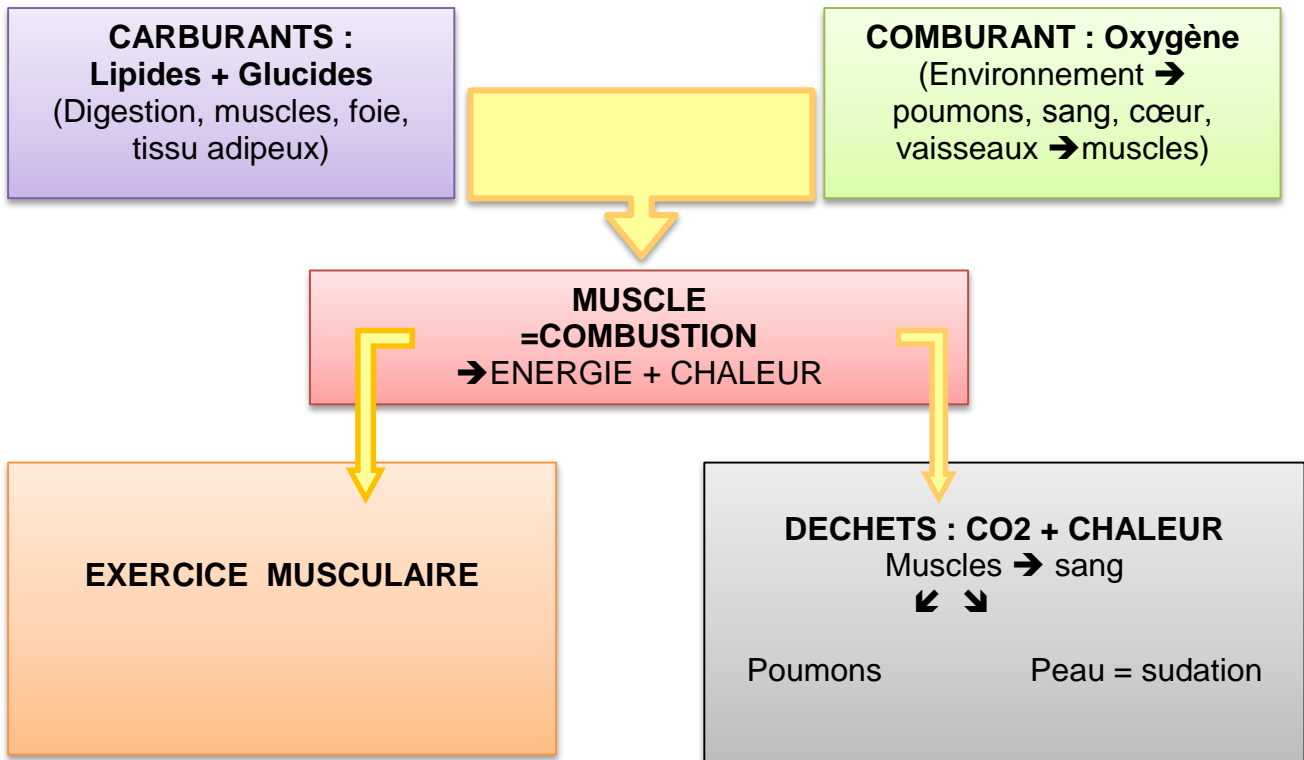 CARBURANTS :
Lipides + Glucides
(Digestion, muscles, foie,
tissu adipeux)
COMBURANT : Oxygène
(Environnement ➔
poumons, sang, cœur,
vaisseaux ➔muscles)
MUSCLE
=COMBUSTION
➔ENERGIE + CHALEUR
EXERCICE MUSCULAIRE
DECHETS : CO2 + CHALEUR
Muscles ➔ sang
🡿 🡾
Poumons Peau = sudation